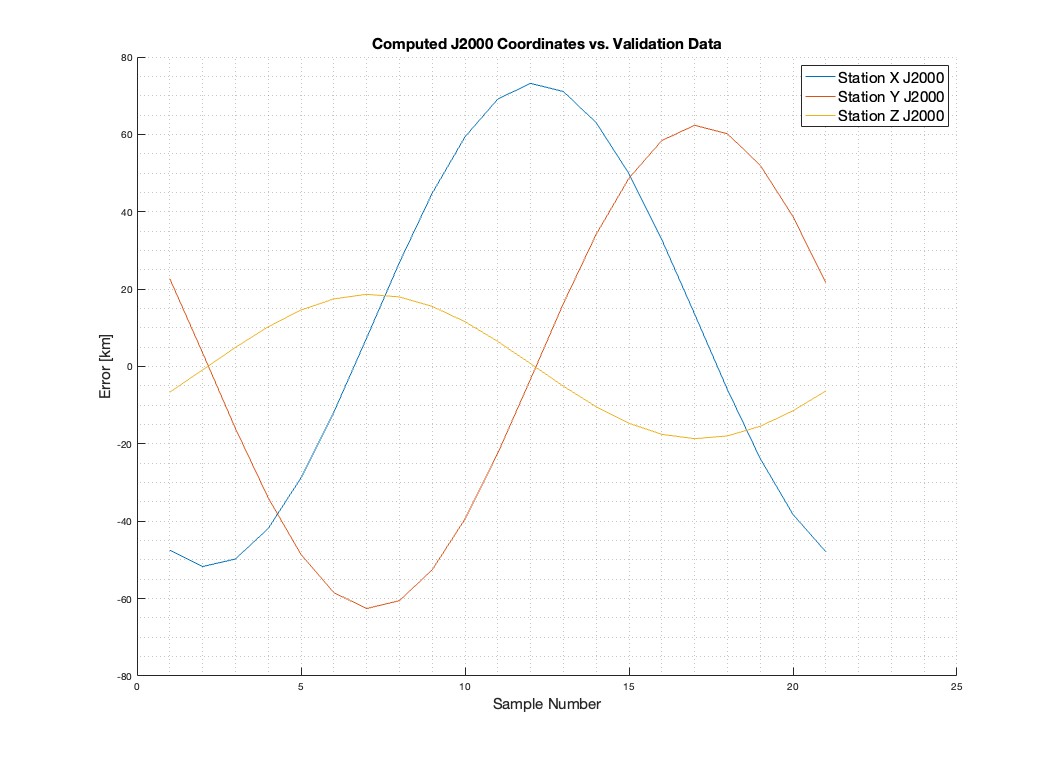 Computed J2000 Coordinates vs. Validation Data
80
60
40
20
0
-20
-40
-60
-80
Error [km]
0
5
10
15
20
25
Sample Number
Station X J2000
Station Y J2000
Station Z J2000